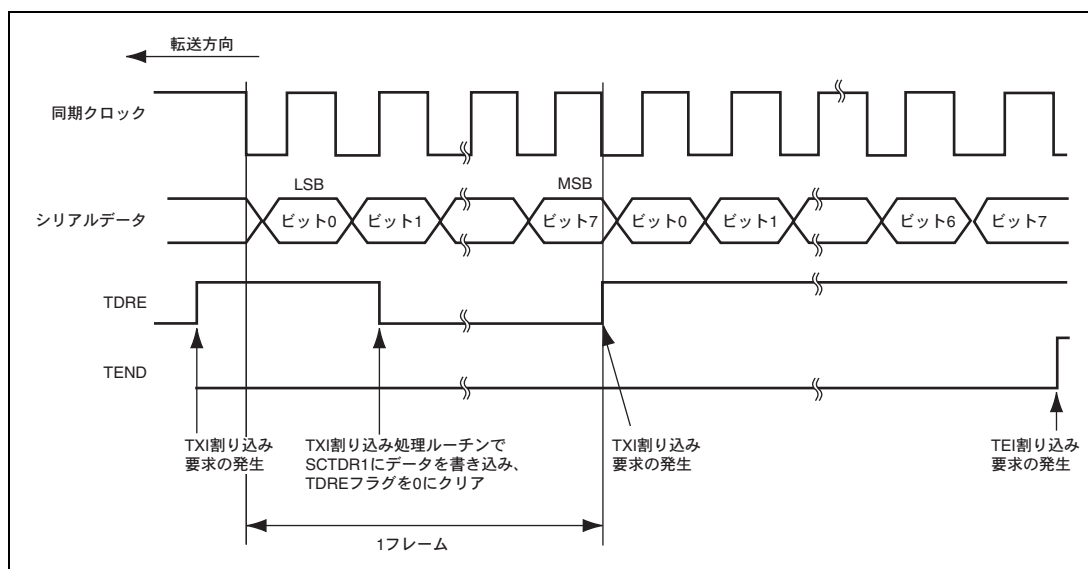 転送方向
同期クロック
LSB
MSB
シリアルデータ
ビット0
ビット1
ビット7
ビット0
ビット1
ビット6
ビット7
TDRE
TEND
TXI割り込み
要求の発生
TXI割り込み処理ルーチンで
SCTDR1にデータを書き込み、
TDREフラグを0にクリア
TXI割り込み
要求の発生
TEI割り込み
要求の発生
1フレーム